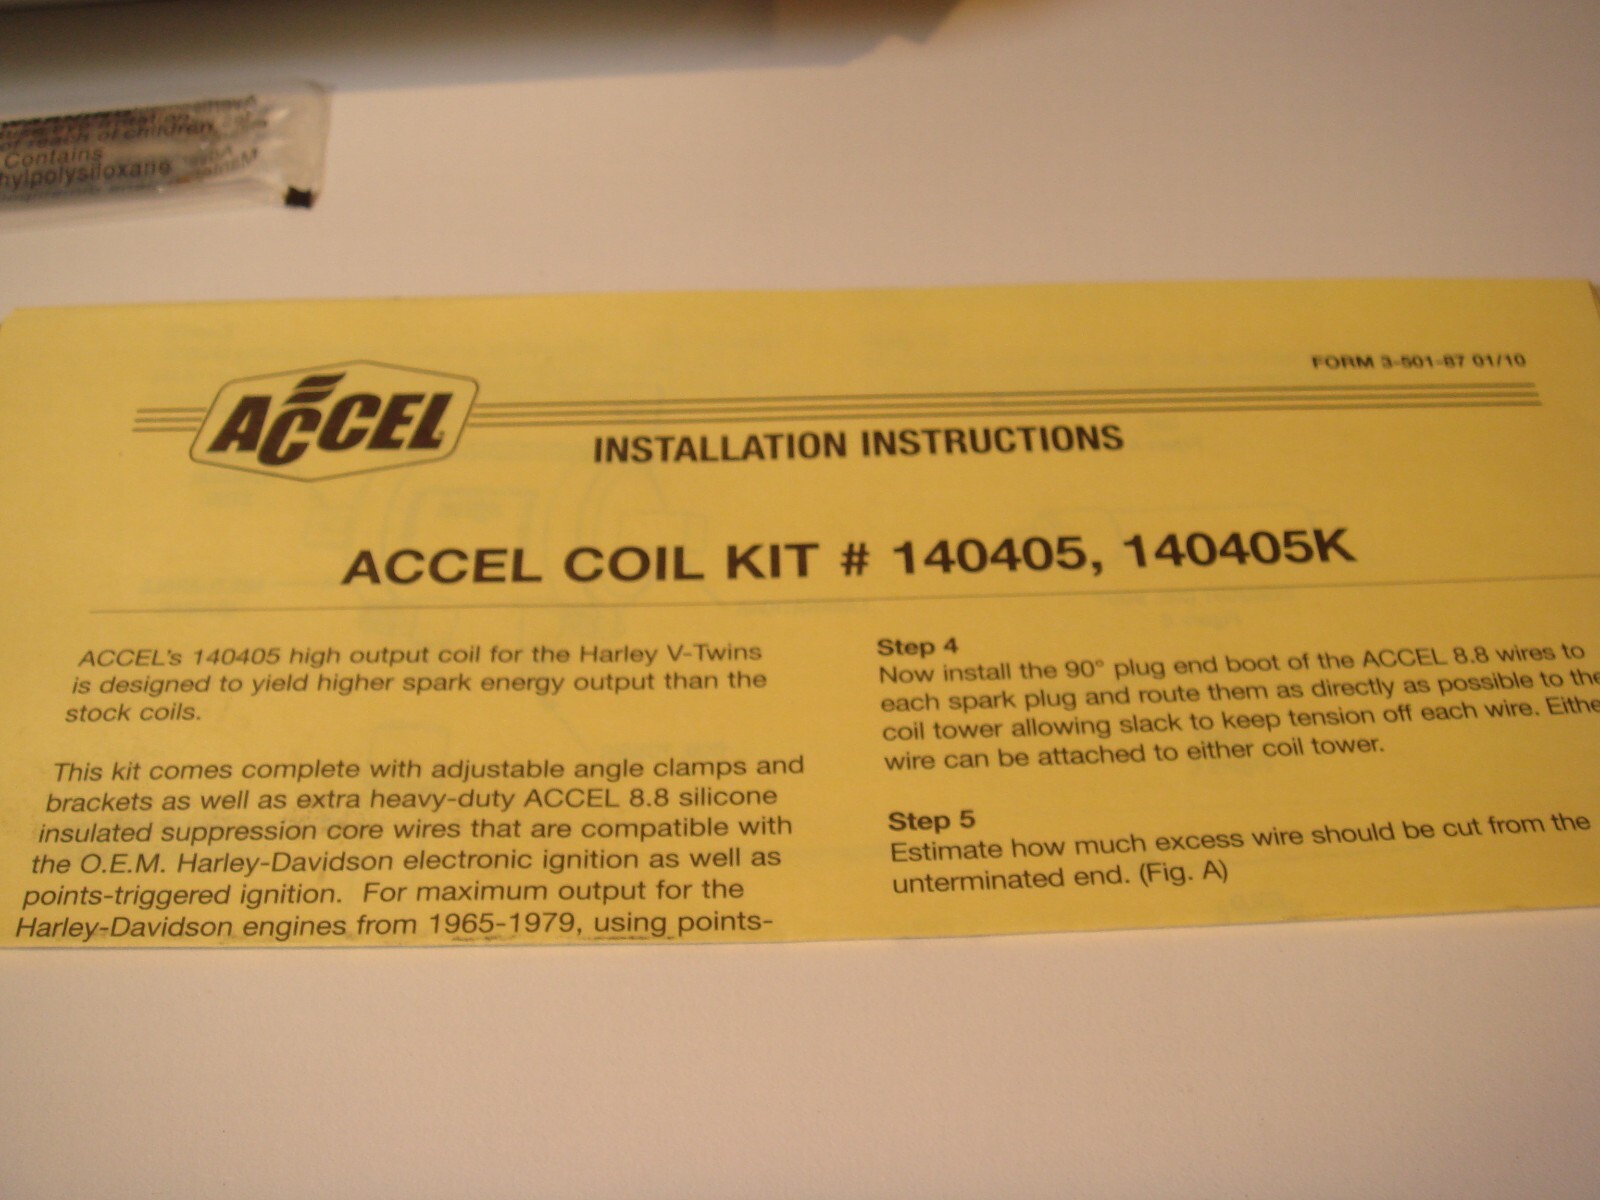 of reach of children
Contains
hylpolysiloxane
FORM 3-501-87 01/10
ACCEL
INSTALLATION INSTRUCTIONS
ACCEL COIL KIT # 140405, 140405K
ACCEL's 140405 high output coil for the Harley V-Twins
is designed to yield higher spark energy output than the
stock coils.
This kit comes complete with adjustable angle clamps and
brackets as well as extra heavy-duty ACCEL 8.8 silicone
insulated suppression core wires that are compatible with
the O.E.M. Harley-Davidson electronic ignition as well as
points-triggered ignition. For maximum output for the
Harley-Davidson engines from 1965-1979, using points-
Step 4
Now install the 90° plug end boot of the ACCEL 8.8 wires to
each spark plug and route them as directly as possible to the
coil tower allowing slack to keep tension off each wire. Eithe
wire can be attached to either coil tower.
Step 5
Estimate how much excess wire should be cut from the
unterminated end. (Fig. A)